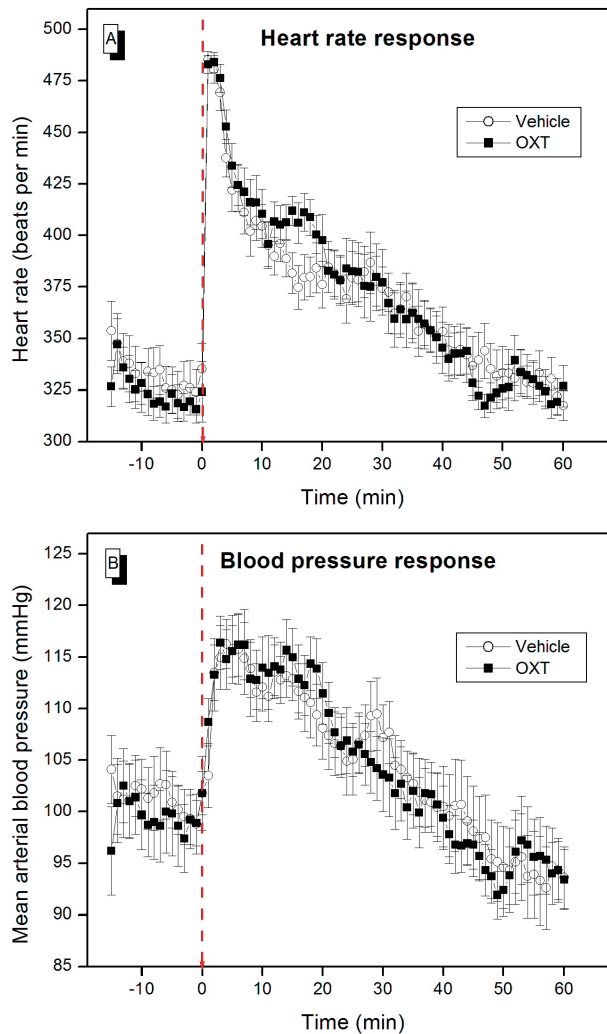 A
Heart rate response
500
475
450
425
400
375
350
325
300
Heart rate (beats per min)
Vehicle
OXT
-10 0 10 20 30 40 50 60
Time (min)
B
Blood pressure response
125
120
115
110
105
100
95
90
85
Mean arterial blood pressure (mmHg)
Vehicle
OXT
-10 0 10 20 30 40 50 60
Time (min)